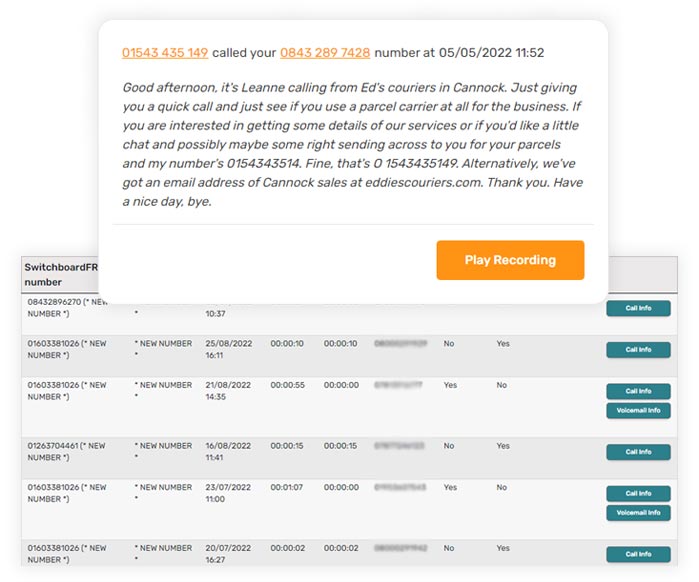 01543 435 149 called your 0843 289 7428 number at 05/05/2022 11:52
Good afternoon, it's Leanne calling from Ed's couriers in Cannock. Just giving
you a quick call and just see if you use a parcel carrier at all for the business. If
you are interested in getting some details of our services or if you'd like a little
chat and possibly maybe some right sending across to you for your parcels
and my number's 0154343514. Fine, that's 0 1543435149. Alternatively, we've
got an email address of Cannock sales at eddiescouriers.com. Thank you. Have
a nice day, bye.
Play Recording
SwitchboardFR
number
08432896270 (* NEW
NUMBER *)
*
10:37
Call Info
01603381026 (* NEW
NUMBER *)
* NEW NUMBER
*
25/08/2022
16:11
00:00:10
00:00:10
No
Yes
Call Info
01603381026 (* NEW
NUMBER *)
* NEW NUMBER
*
21/08/2022
14:35
00:00:55
00:00:00
Yes
No
Call Info
Voicemail Info
01263704461 (* NEW
NUMBER *)
* NEW NUMBER
*
16/08/2022
11:41
00:00:15
00:00:15
No
Yes
Call Info
01603381026 (* NEW
NUMBER *)
* NEW NUMBER
*
23/07/2022
11:00
00:01:07
00:00:00
Yes
No
Call Info
Voicemail Info
01603381026 (* NEW
NUMBER *)
* NEW NUMBER
*
20/07/2022
16:27
00:00:02
00:00:02
No
Yes
Call Info